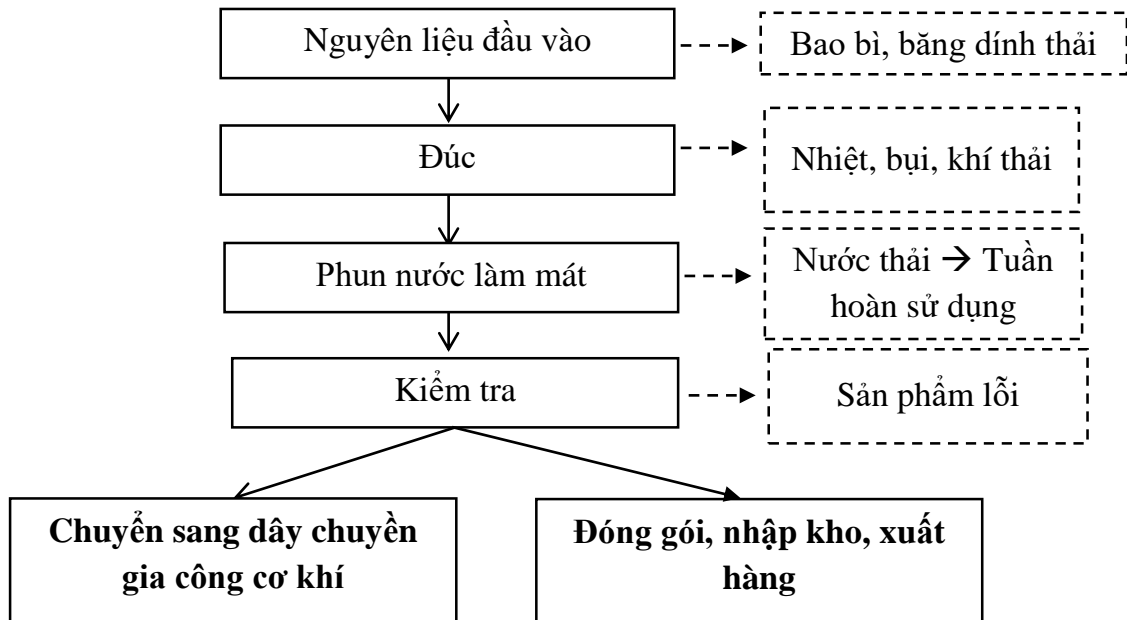 Nguyên liệu đầu vào
Bao bì, băng dính thải
Đúc
Nhiệt, bụi, khí thải
Phun nước làm mát
Nước thải → Tuần
hoàn sử dụng
Kiểm tra
Sản phẩm lỗi
Chuyển sang dây chuyền
gia công cơ khí
Đóng gói, nhập kho, xuất
hàng